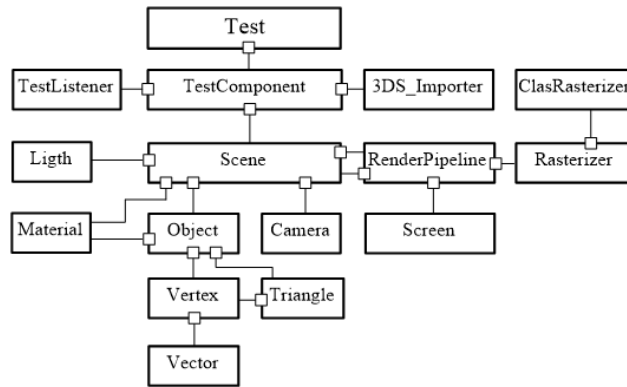 Test
TestListener
TestComponent
3DS_Importer
ClasRasterizer
Ligth
Scene
RenderPipeline
Rasterizer
Material
Object
Camera
Screen
Vertex
Triangle
Vector